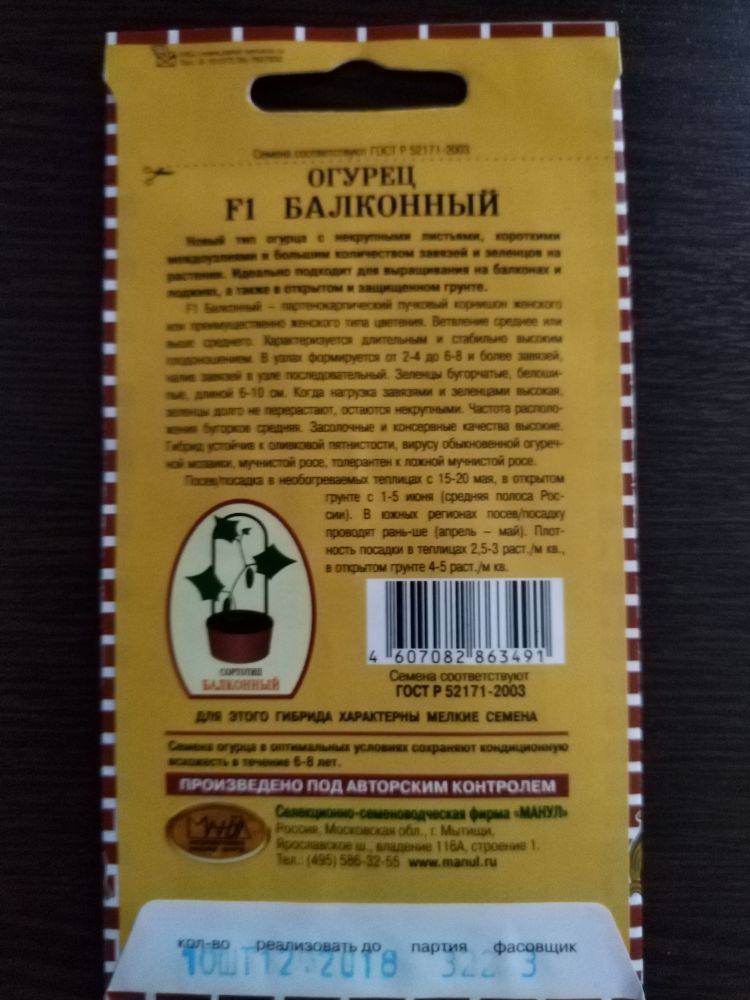 Семена соответствуют ГОСТ Р 52171-2003
ОГУРЕЦ
F1 БАЛКОННЫЙ
Новый тип огурца с некрупными листьями, короткими
междоузлиями и большим количеством завязей и зеленцов на
растении. Идеально подходит для выращивания на балконах и
лоджиях, а также в открытом и защищенном грунте.
F1 Балконный – партенокарпический пучковый корнишон женского
или преимущественно женского типа цветения. Ветвление среднее или
выше среднего. Характеризуется длительным и стабильно высоким
плодоношением. В узлах формируется от 2-4 до 6-8 и более завязей,
налив завязей в узле последовательный. Зеленцы бугорчатые, белоши-
пые, длиной 6-10 см. Когда нагрузка завязями и зеленцами высокая,
зеленцы долго не перерастают, остаются некрупными. Частота располо-
жения бугорков средняя. Засолочные и консервные качества высокие.
Гибрид устойчив к оливковой пятнистости, вирусу обыкновенной огуреч-
ной мозаики, мучнистой росе, толерантен к ложной мучнистой росе.
Посев/посадка в необогреваемых теплицах с 15-20 мая, в открытом
грунте с 1-5 июня (средняя полоса Рос-
сии). В южных регионах посев/посадку
проводят рань-ше (апрель – май). Плот-
ность посадки в теплицах 2,5-3 раст./м кв.,
в открытом грунте 4-5 раст./м кв.
СОРТОТИП
БАЛКОННЫЙ
4 607082 863491
Семена соответствуют
ГОСТ Р 52171-2003
ДЛЯ ЭТОГО ГИБРИДА ХАРАКТЕРНЫ МЕЛКИЕ СЕМЕНА
Семена огурца в оптимальных условиях сохраняют кондиционную
всхожесть в течение 6-8 лет.
ПРОИЗВЕДЕНО ПОД АВТОРСКИМ КОНТРОЛЕМ
Селекционно-семеноводческая фирма «МАНУЛ»
Россия, Московская обл., г. Мытищи,
Ярославское ш., владение 116А, строение 1.
Тел.: (495) 586-32-55 www.manul.ru
МАНУЛ
кол-во реализовать до партия фасовщик
10ШТ 12.2018 322 3